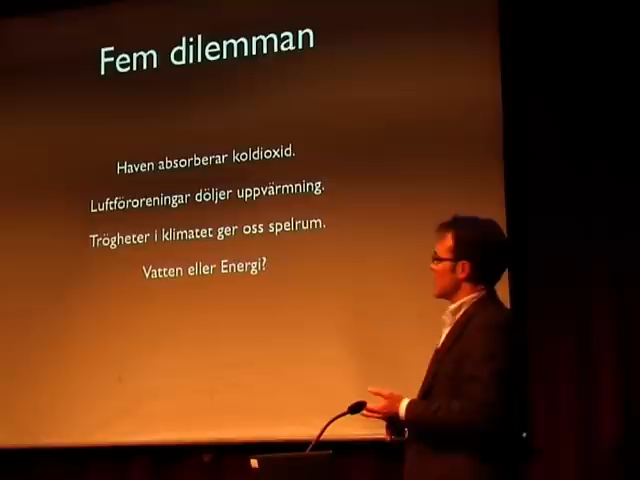 Fem dilemman
Haven absorberar koldioxid.
Luftföroreningar döljer uppvärmning.
Trögheter i klimatet ger oss spelrum.
Vatten eller Energi?